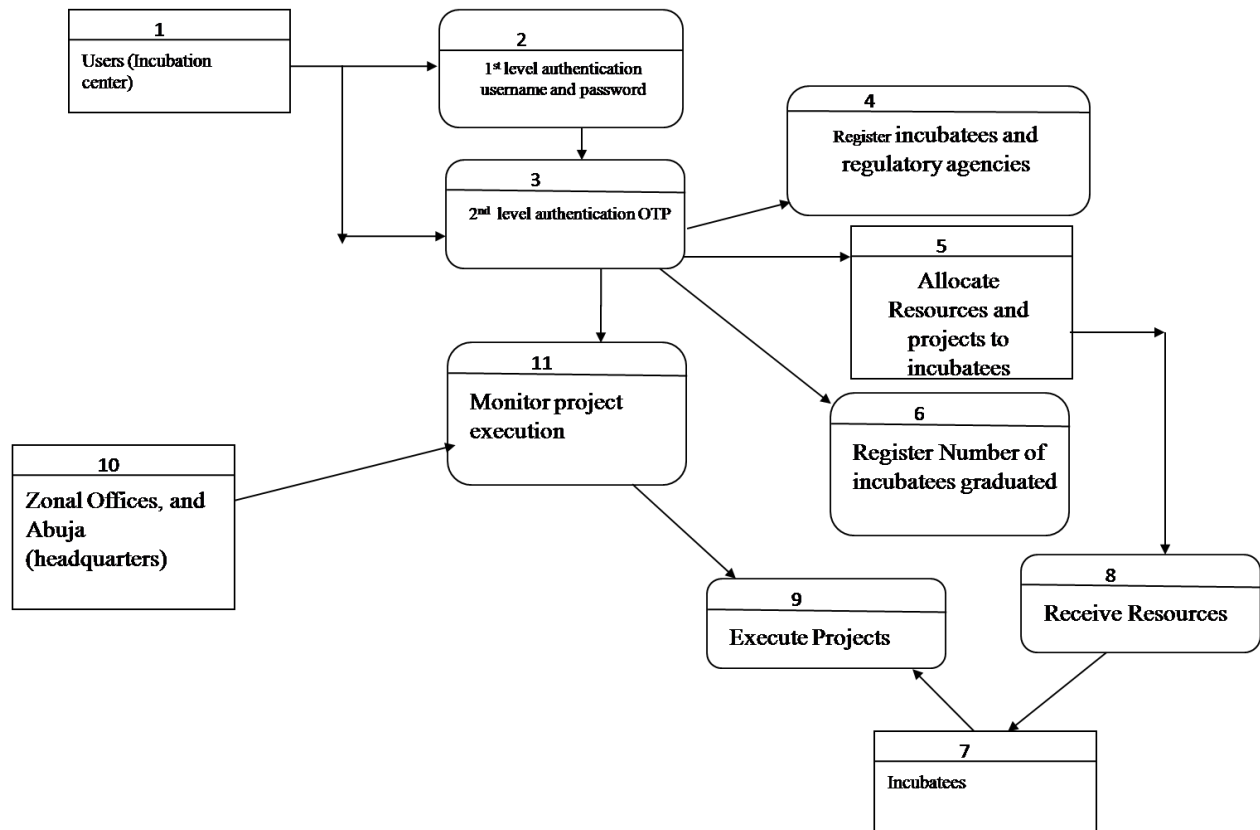 1
Users (Incubation
center)
2
1st level authentication
username and password
3
2nd level authentication OTP
4
Register incubatees and
regulatory agencies
5
Allocate
Resources and
projects to
incubatees
11
Monitor project
execution
6
Register Number of
incubatees graduated
10
Zonal Offices, and
Abuja
(headquarters)
8
Receive Resources
9
Execute Projects
7
Incubatees